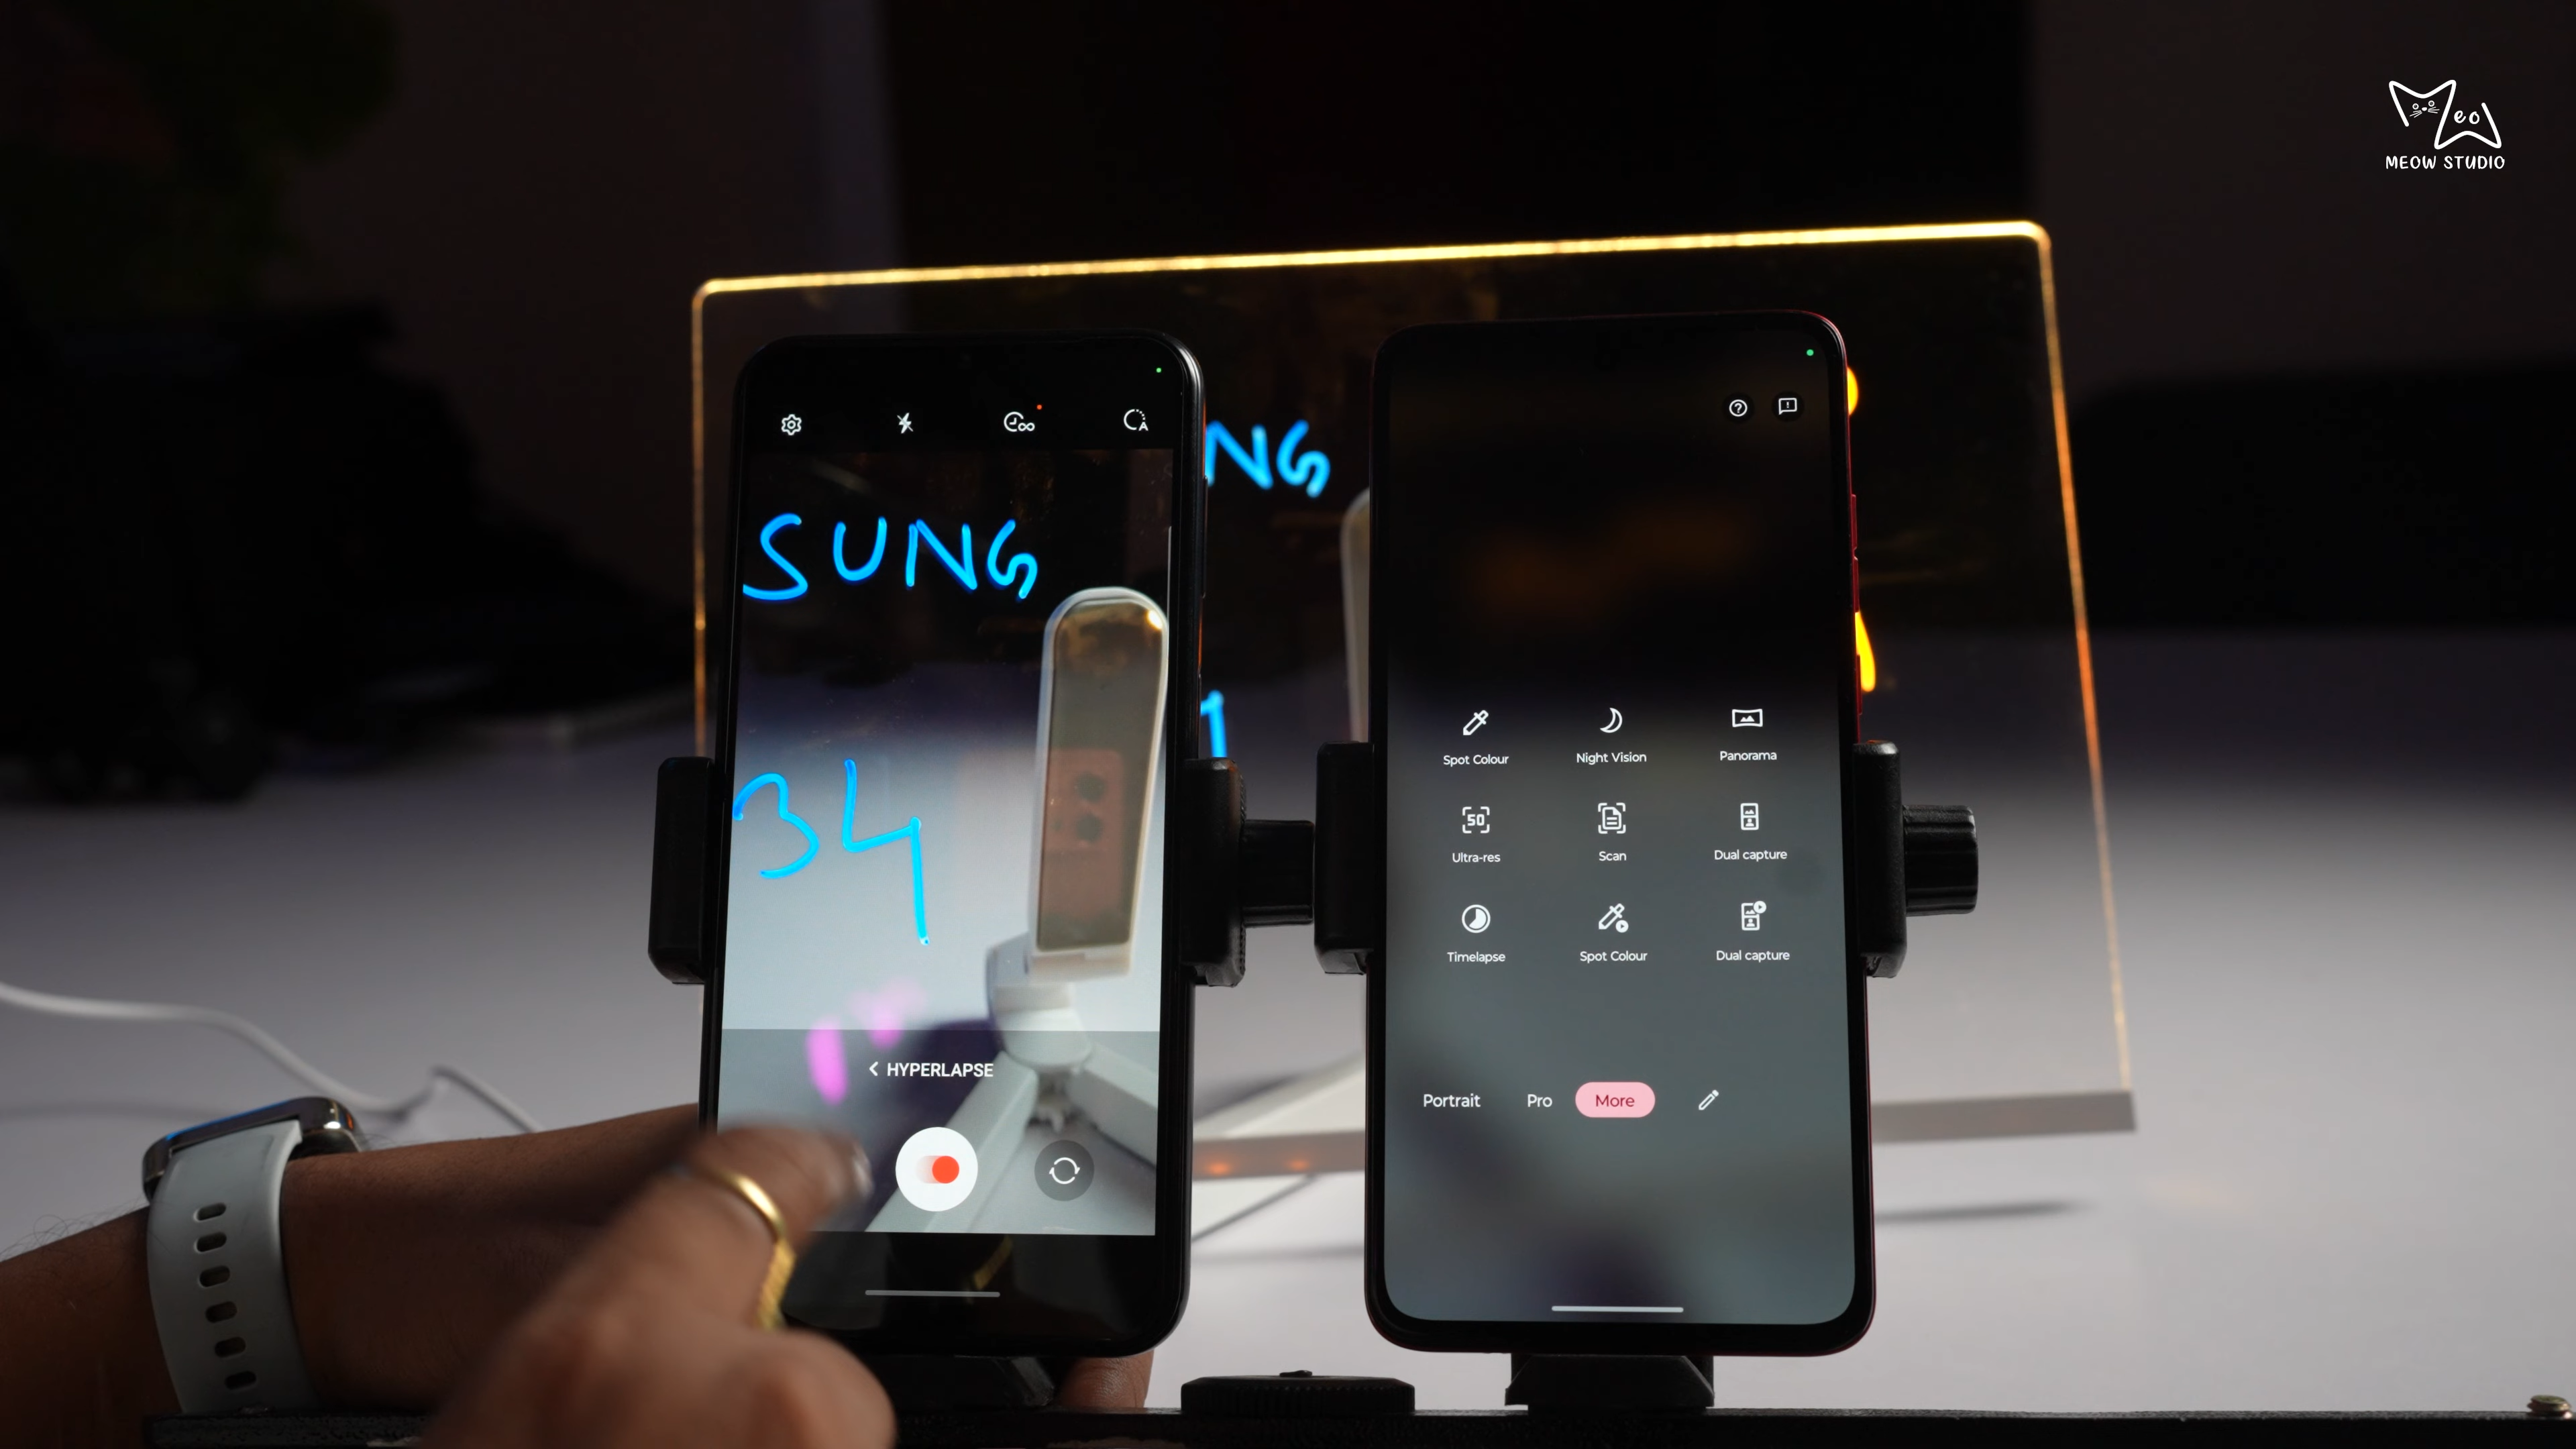 Meo
MEOW STUDIO
NG
SUNG
34
HYPERLAPSE
Spot Colour
Night Vision
Panorama
50
Ultra-res
Scan
Dual capture
Timelapse
Spot Colour
Dual capture
Portrait
Pro
More